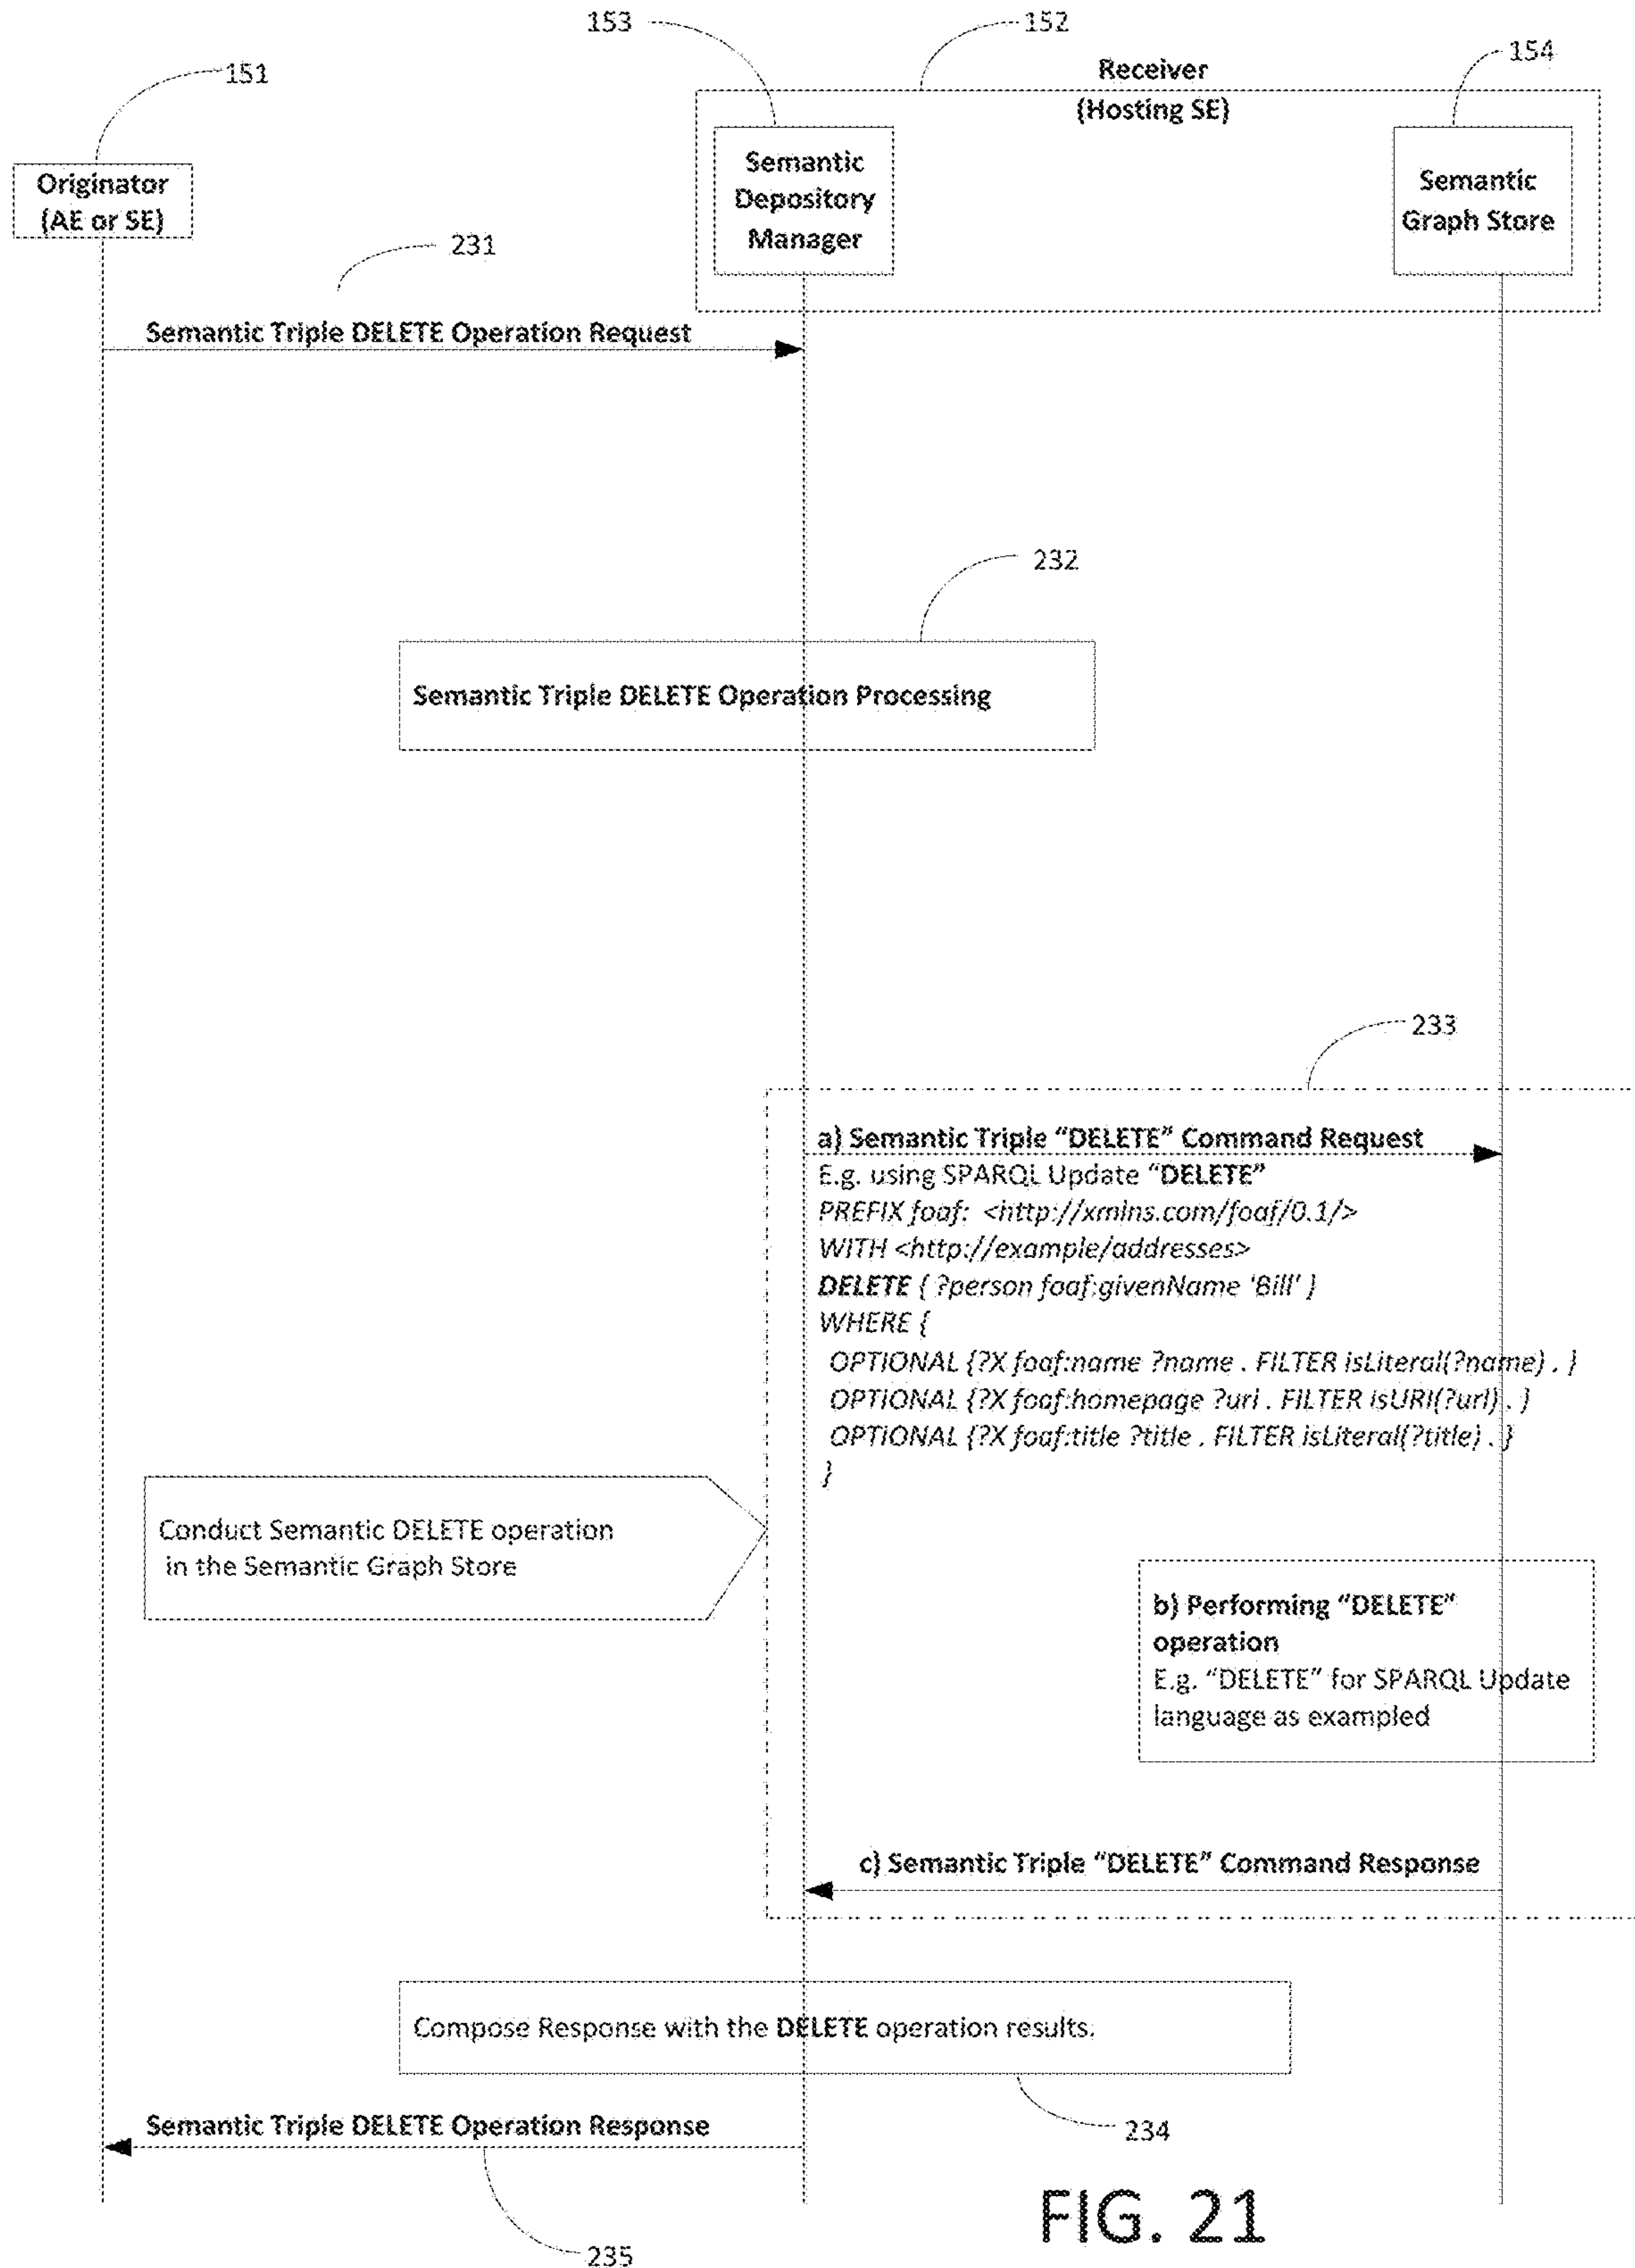 153
152
154
151
Receiver
(Hosting SE)
Originator
(AE or SE)
Semantic
Depository
Manager
Semantic
Graph Store
231
Semantic Triple DELETE Operation Request
232
Semantic Triple DELETE Operation Processing
233
a) Semantic Triple “DELETE” Command Request
E.g. using SPARQL Update “DELETE”
PREFIX foaf: <http://xmlns.com/foaf/0.1/>
WITH <http://example/addresses>
DELETE { ?person foaf:givenName 'Bill' }
WHERE {
OPTIONAL {?X foaf:name ?name . FILTER isLiteral(?name) . }
OPTIONAL {?X foaf:homepage ?url . FILTER isURI(?url) . }
OPTIONAL {?X foaf:title ?title . FILTER isLiteral(?title) . }
}
Conduct Semantic DELETE operation
in the Semantic Graph Store
b) Performing “DELETE”
operation
E.g. “DELETE” for SPARQL Update
language as exampled
c) Semantic Triple “DELETE” Command Response
Compose Response with the DELETE operation results.
234
Semantic Triple DELETE Operation Response
235
FIG. 21